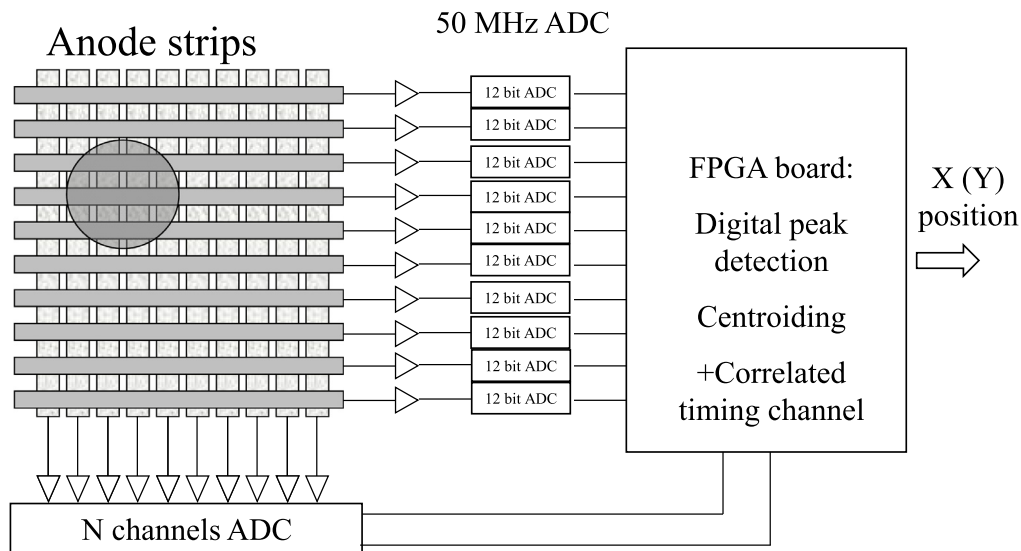 50 MHz ADC
Anode strips
12 bit ADC
12 bit ADC
12 bit ADC
12 bit ADC
12 bit ADC
12 bit ADC
12 bit ADC
12 bit ADC
12 bit ADC
12 bit ADC
FPGA board:
Digital peak
detection
Centroiding
+Correlated
timing channel
X (Y)
position
N channels ADC